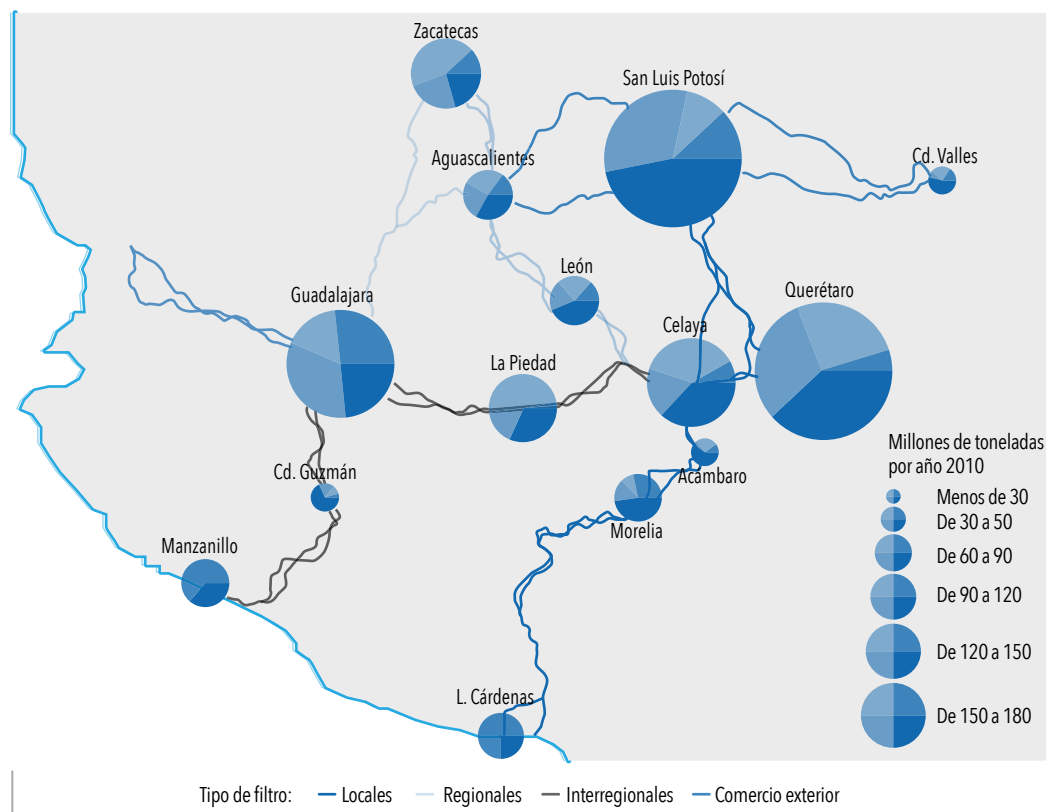 Zacatecas
San Luis Potosí
Aguascalientes
Cd. Valles
León
Guadalajara
Querétaro
Celaya
La Piedad
Millones de toneladas
por año 2010
Menos de 30
De 30 a 50
De 60 a 90
De 90 a 120
De 120 a 150
De 150 a 180
Cd. Guzmán
Acámbaro
Morelia
Manzanillo
L. Cárdenas
Tipo de filtro: Locales Regionales Interregionales Comercio exterior